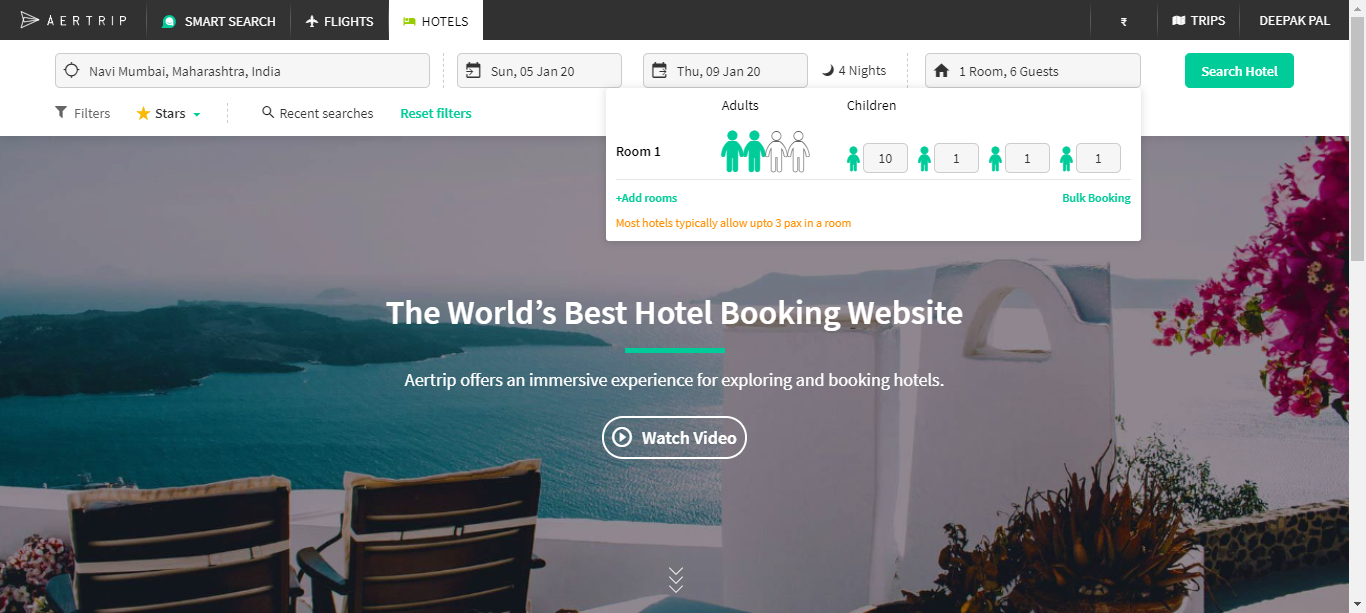 AERTRIP
SMART SEARCH
FLIGHTS
HOTELS
₹
TRIPS
DEEPAK PAL
Navi Mumbai, Maharashtra, India
Sun, 05 Jan 20
Thu, 09 Jan 20
4 Nights
1 Room, 6 Guests
Search Hotel
Filters
Stars
Recent searches
Reset filters
Adults
Children
Room 1
10
1
1
1
+Add rooms
Bulk Booking
Most hotels typically allow upto 3 pax in a room
The World’s Best Hotel Booking Website
Aertrip offers an immersive experience for exploring and booking hotels.
Watch Video